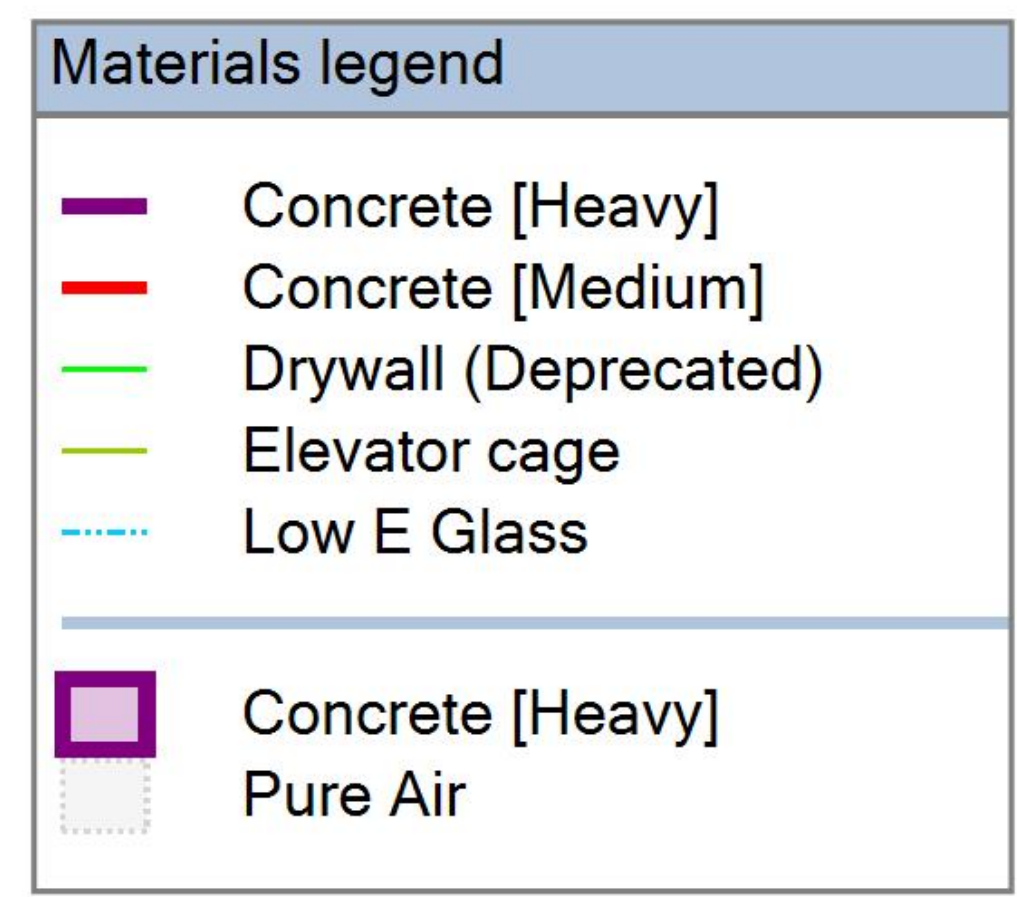 Materials legend
Concrete [Heavy]
Concrete [Medium]
Drywall (Deprecated)
Elevator cage
Low E Glass
Concrete [Heavy]
Pure Air